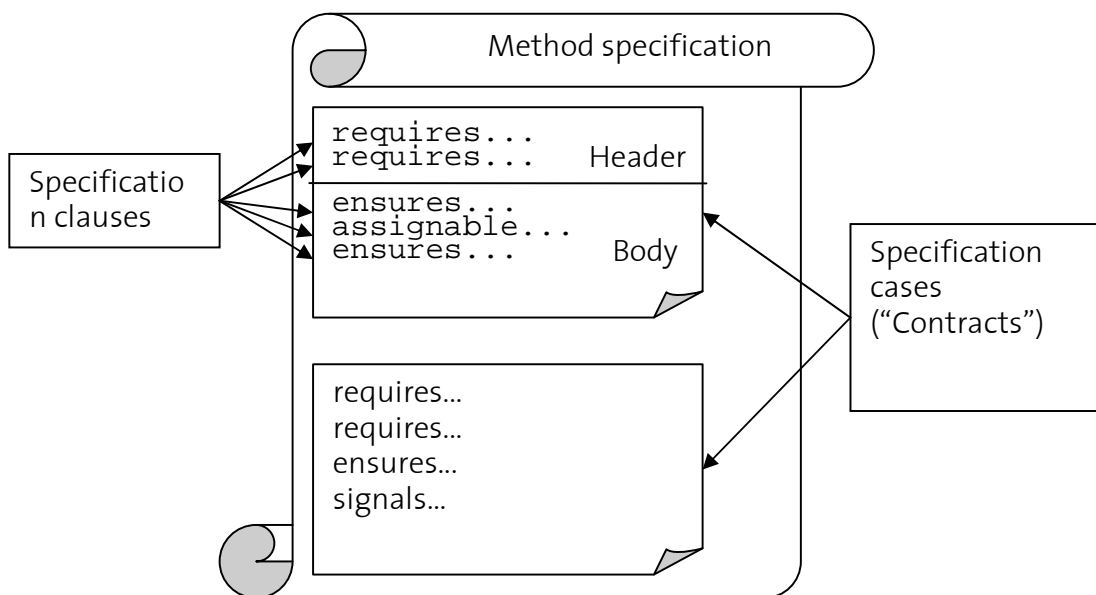 Method specification
requires...
requires...
Header
Specificatio
n clauses
ensures...
assignable...
ensures...
Body
Specification
cases
(“Contracts”)
requires...
requires...
ensures...
signals...